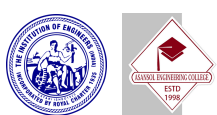 THE INSTITUTION OF ENGINEERS (INDIA)
INCORPORATED BY ROYAL CHARTER 1935
ASANSOL ENGINEERING COLLEGE
ESTD
1998